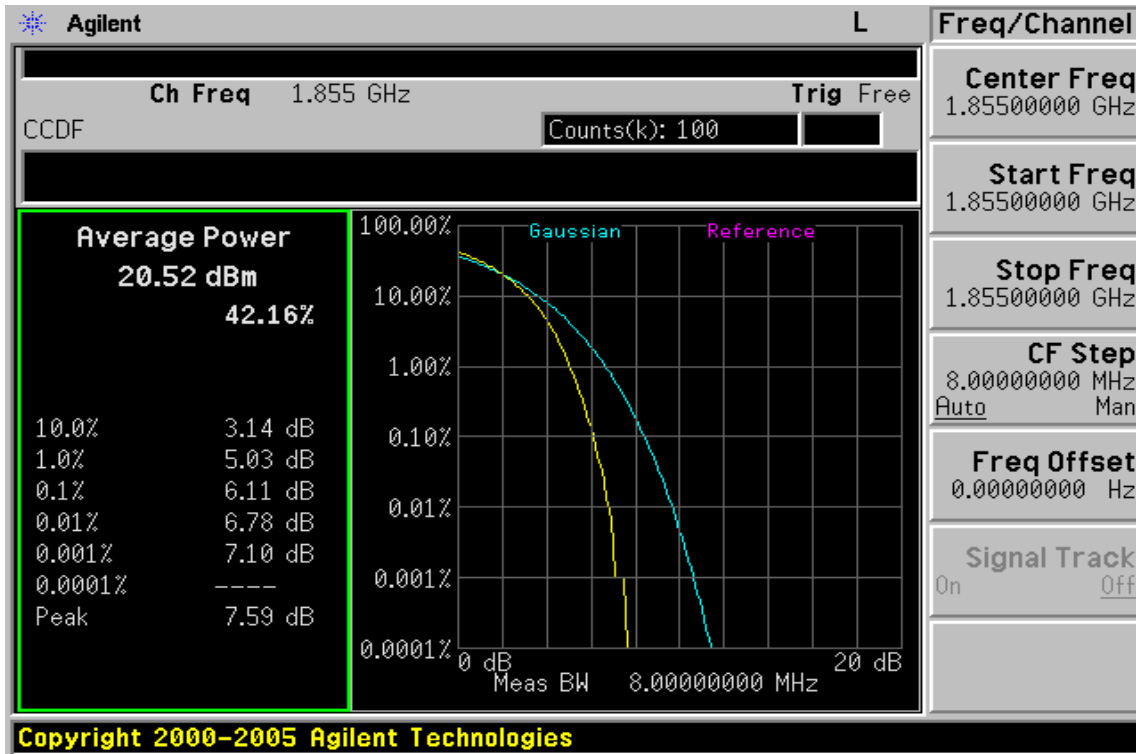 Agilent L
Ch Freq 1.855 GHz Trig Free
CCDF Counts(k): 100
Average Power
20.52 dBm
42.16%
10.0% 3.14 dB
1.0% 5.03 dB
0.1% 6.11 dB
0.01% 6.78 dB
0.001% 7.10 dB
0.0001% ----
Peak 7.59 dB
Gaussian Reference
100.00%
10.00%
1.00%
0.10%
0.01%
0.001%
0.0001%
0 dB 20 dB
Meas BW 8.00000000 MHz
Freq/Channel
Center Freq
1.85500000 GHz
Start Freq
1.85500000 GHz
Stop Freq
1.85500000 GHz
CF Step
8.00000000 MHz
Auto Man
Freq Offset
0.00000000 Hz
Signal Track
On Off
Copyright 2000-2005 Agilent Technologies